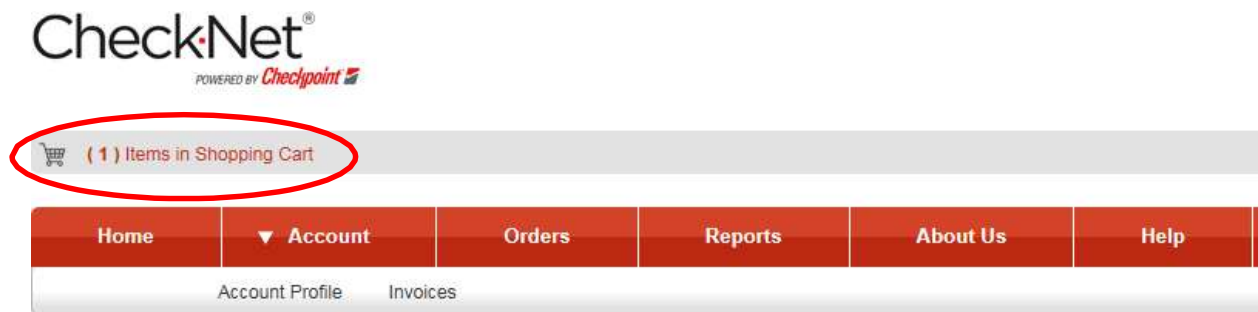 Check·Net®
POWERED BY Checkpoint
( 1 ) Items in Shopping Cart
Home ▼ Account Orders Reports About Us Help
Account Profile Invoices